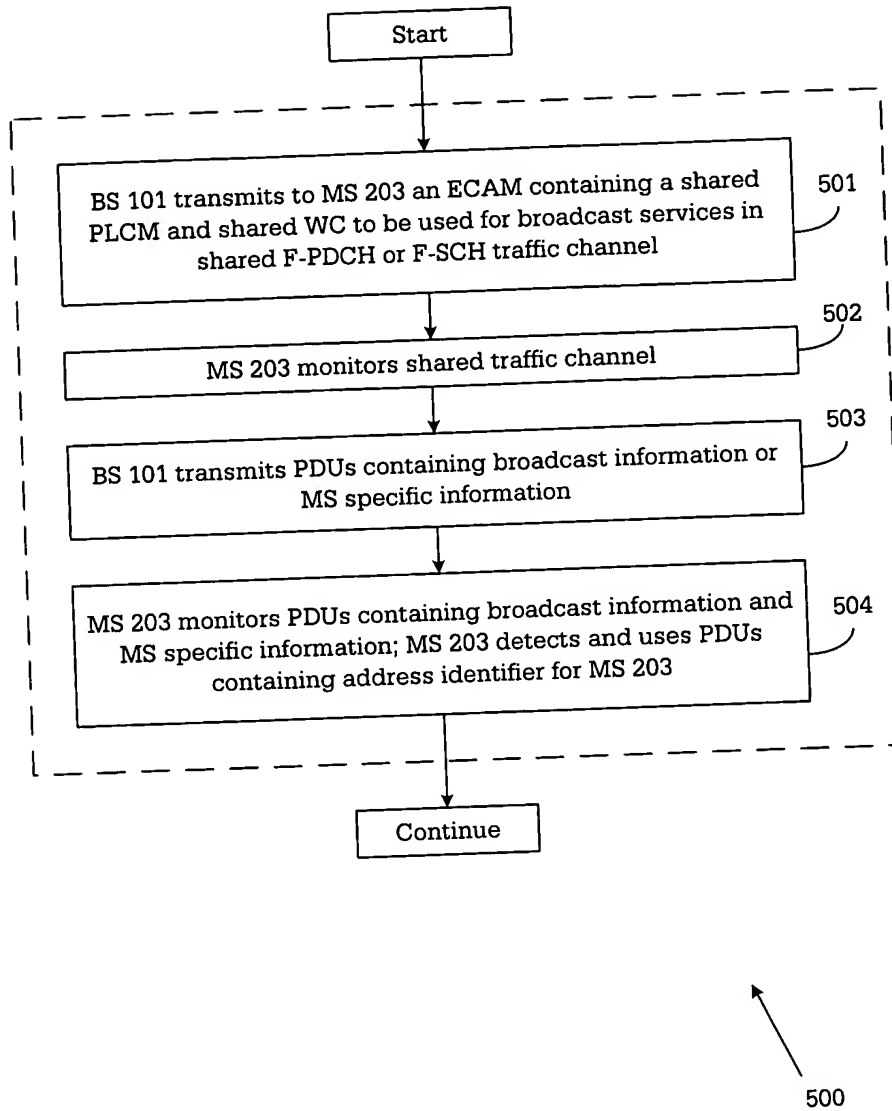 Start
BS 101 transmits to MS 203 an ECAM containing a shared
PLCM and shared WC to be used for broadcast services in
shared F-PDCH or F-SCH traffic channel
501
MS 203 monitors shared traffic channel
502
BS 101 transmits PDUs containing broadcast information or
MS specific information
503
MS 203 monitors PDUs containing broadcast information and
MS specific information; MS 203 detects and uses PDUs
containing address identifier for MS 203
504
Continue
500